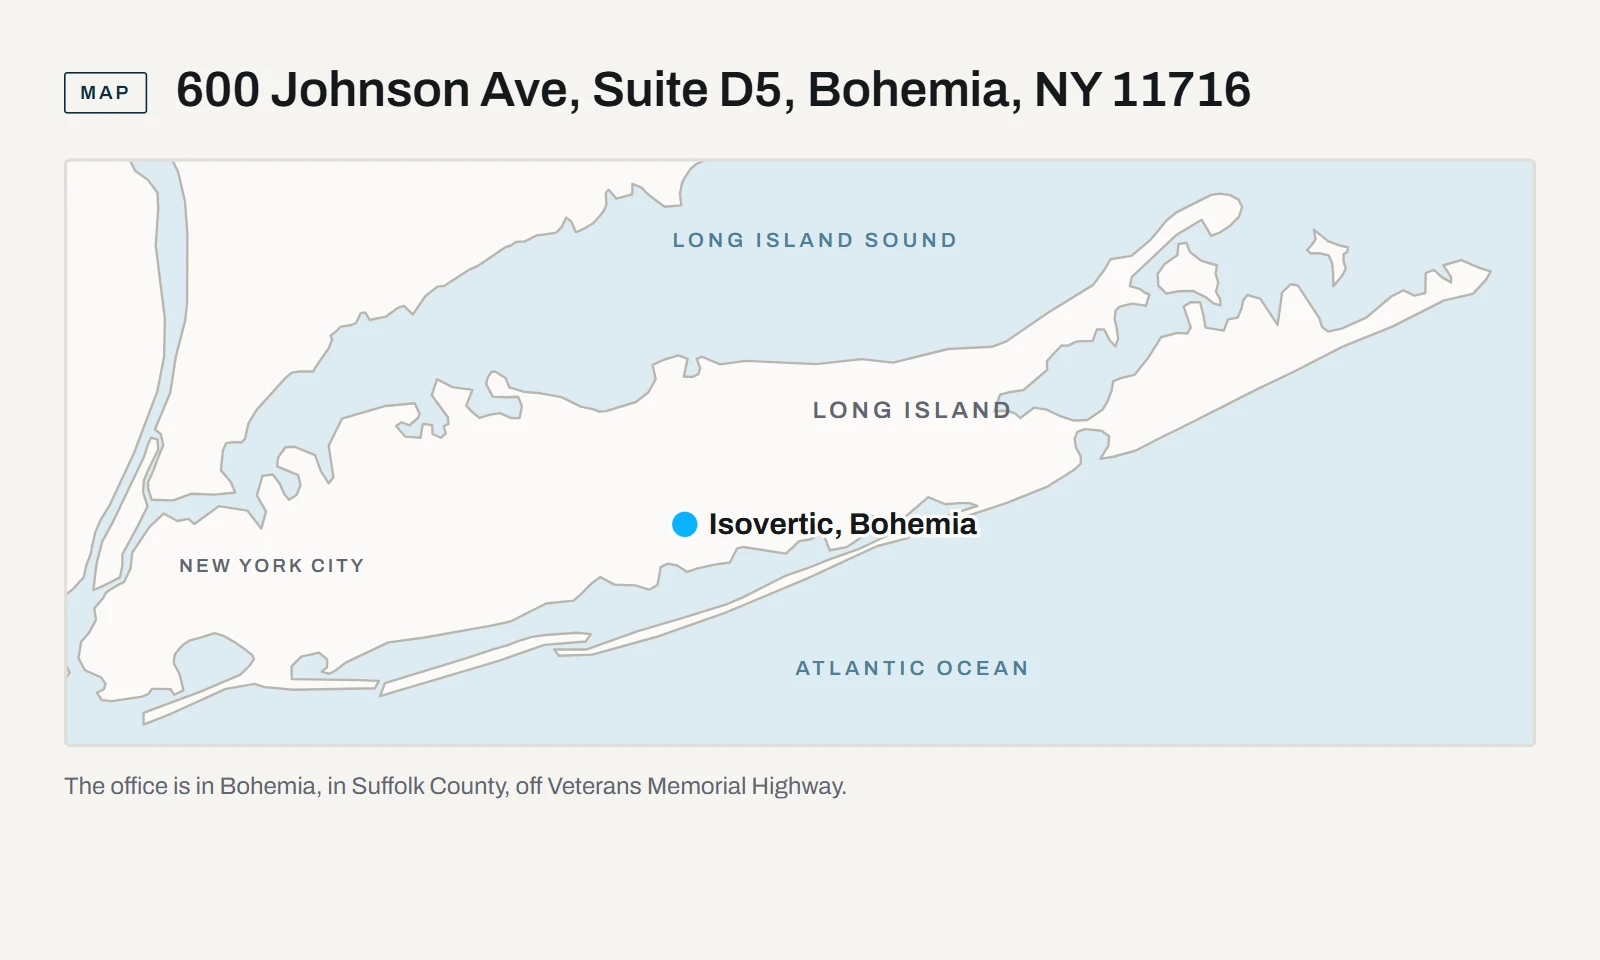 MAP
600 Johnson Ave, Suite D5, Bohemia, NY 11716
LONG ISLAND SOUND
LONG ISLAND
Isovertic, Bohemia
NEW YORK CITY
ATLANTIC OCEAN
The office is in Bohemia, in Suffolk County, off Veterans Memorial Highway.